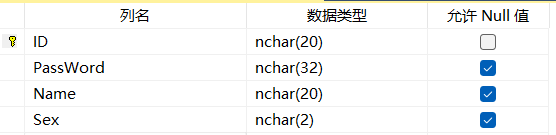 列名 数据类型 允许 Null 值
ID nchar(20)
PassWord nchar(32)
Name nchar(20)
Sex nchar(2)